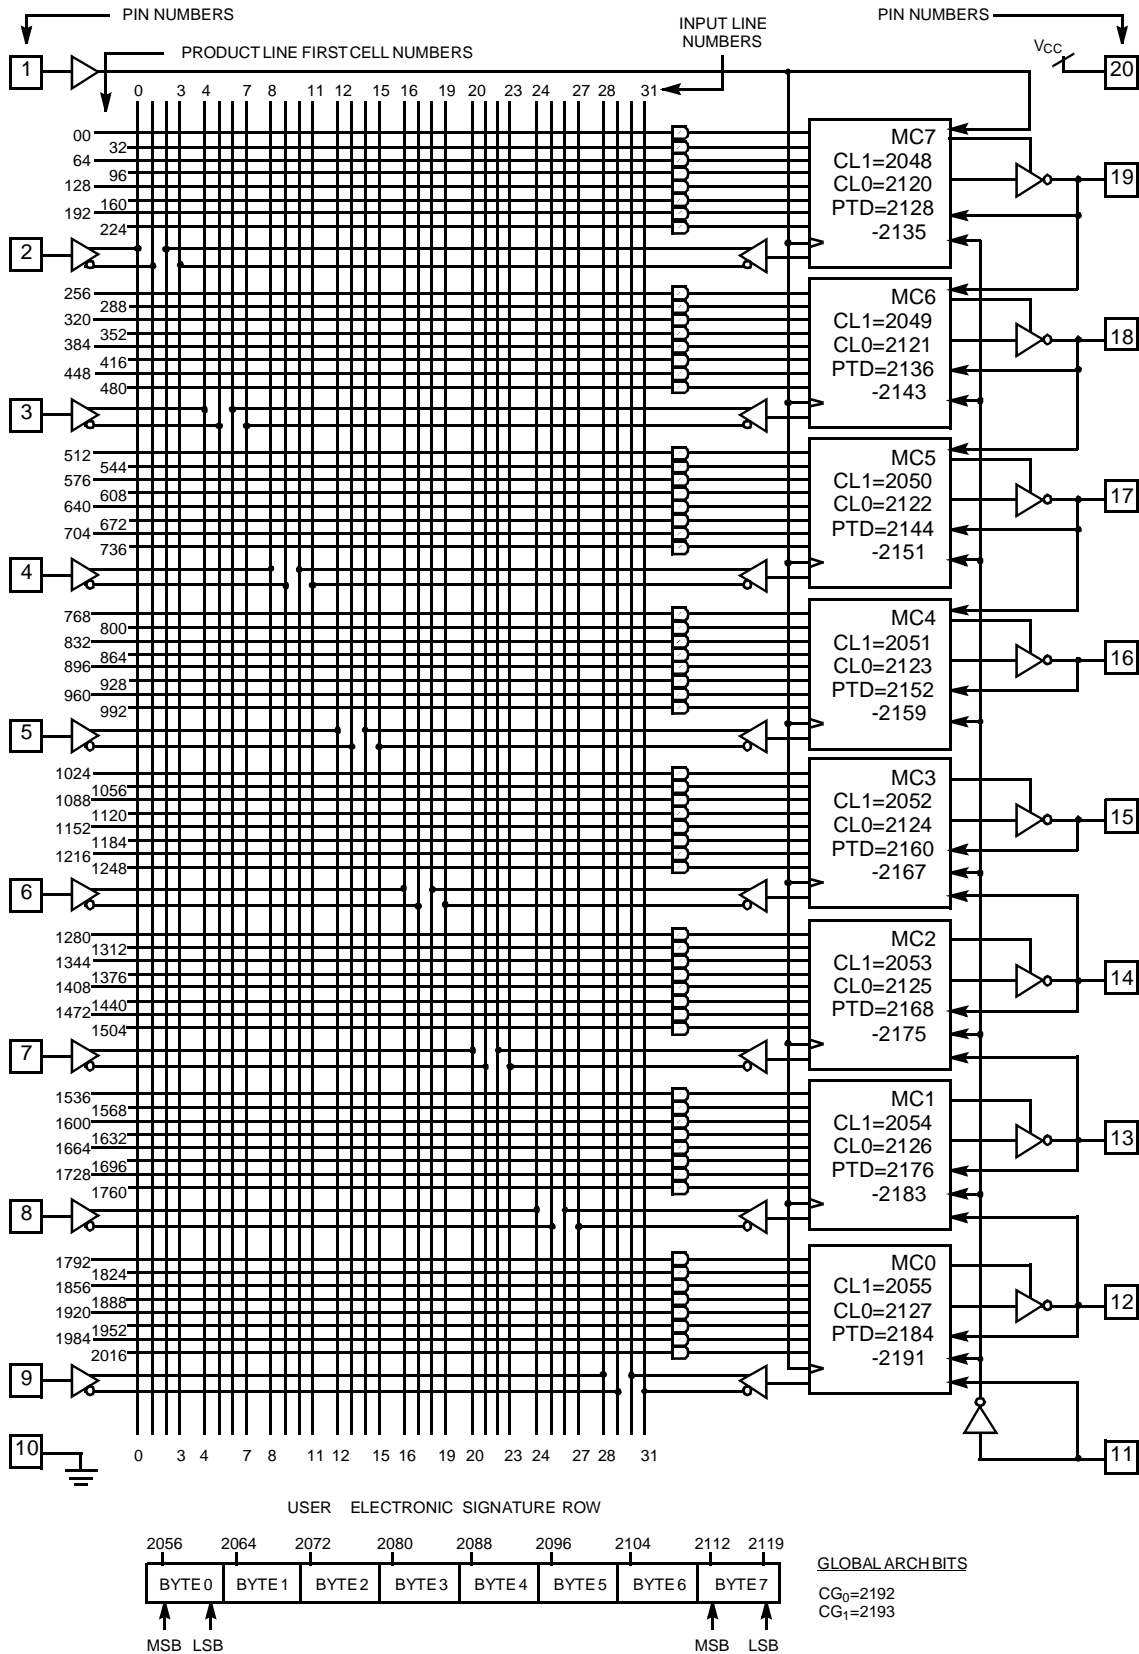 PIN NUMBERS
PRODUCT LINE FIRST CELL NUMBERS
INPUT LINE
NUMBERS
PIN NUMBERS
1
VCC
20
0 3 4 7 8 11 12 15 16 19 20 23 24 27 28 31
00
32
64
96
128
160
192
224
MC7
CL1=2048
CL0=2120
PTD=2128
-2135
19
2
256
288
320
352
384
416
448
480
MC6
CL1=2049
CL0=2121
PTD=2136
-2143
18
3
512
544
576
608
640
672
704
736
MC5
CL1=2050
CL0=2122
PTD=2144
-2151
17
4
768
800
832
864
896
928
960
992
MC4
CL1=2051
CL0=2123
PTD=2152
-2159
16
5
1024
1056
1088
1120
1152
1184
1216
1248
MC3
CL1=2052
CL0=2124
PTD=2160
-2167
15
6
1280
1312
1344
1376
1408
1440
1472
1504
MC2
CL1=2053
CL0=2125
PTD=2168
-2175
14
7
1536
1568
1600
1632
1664
1696
1728
1760
MC1
CL1=2054
CL0=2126
PTD=2176
-2183
13
8
1792
1824
1856
1888
1920
1952
1984
2016
MC0
CL1=2055
CL0=2127
PTD=2184
-2191
12
9
10
0 3 4 7 8 11 12 15 16 19 20 23 24 27 28 31
11
USER ELECTRONIC SIGNATURE ROW
2056 2064 2072 2080 2088 2096 2104 2112 2119
BYTE 0 BYTE 1 BYTE 2 BYTE 3 BYTE 4 BYTE 5 BYTE 6 BYTE 7
MSB LSB MSB LSB
GLOBAL ARCH BITS
CG0=2192
CG1=2193